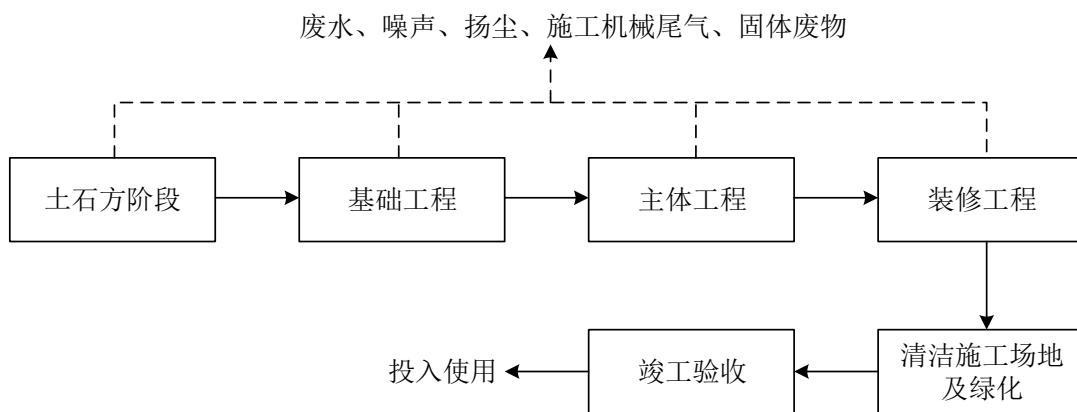 废水、噪声、扬尘、施工机械尾气、固体废物
土石方阶段
基础工程
主体工程
装修工程
清洁施工场地
及绿化
竣工验收
投入使用